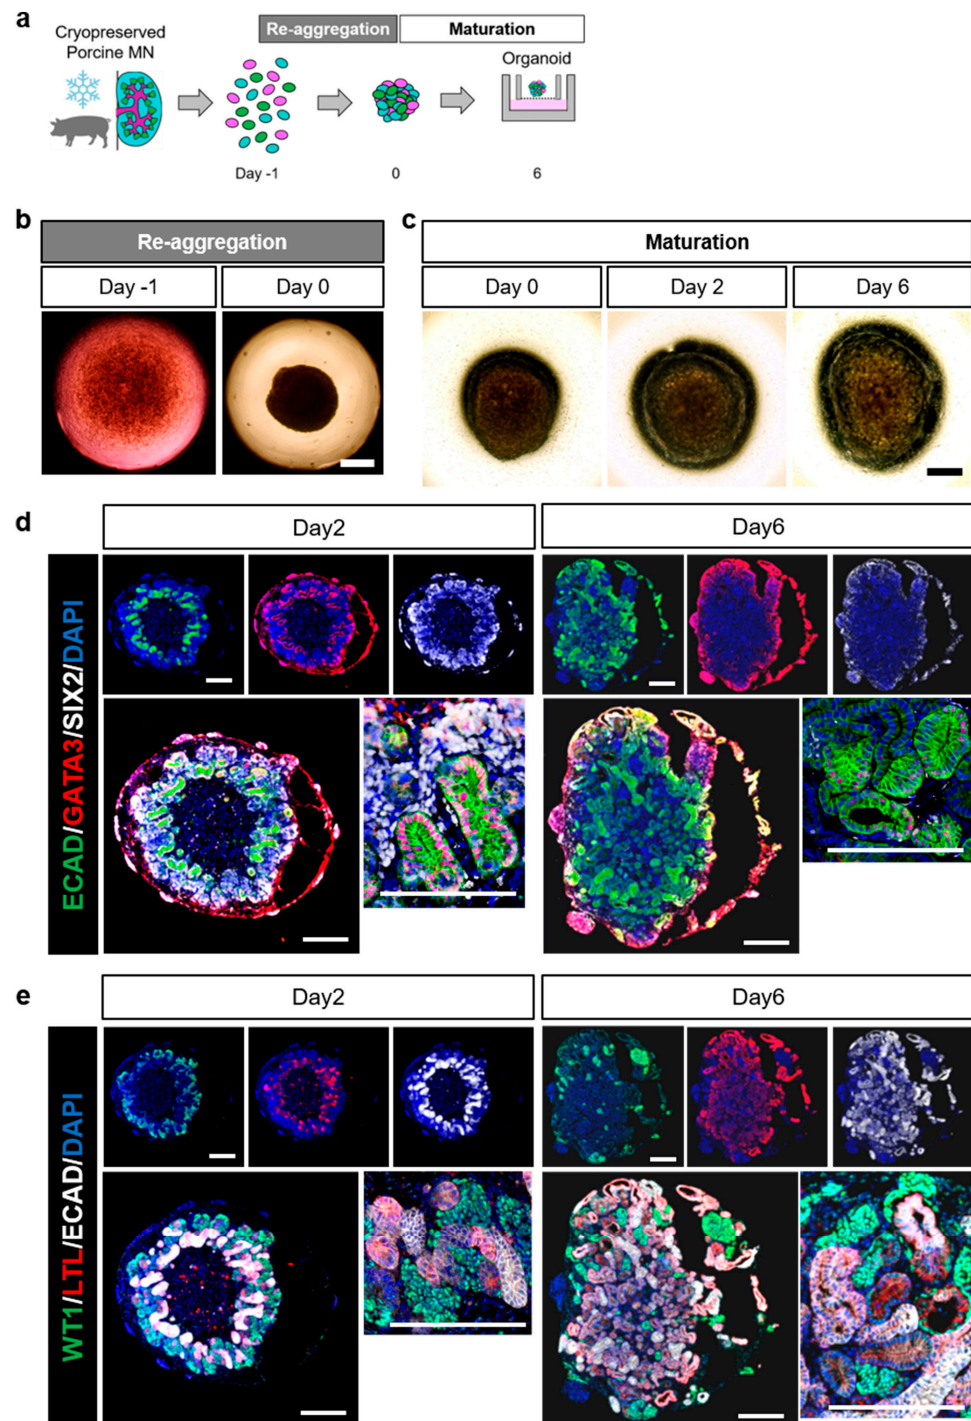 a
Re-aggregation
Maturation
Cryopreserved
Porcine MN
Organoid
Day -1
0
6
b
Re-aggregation
Day -1
Day 0
c
Maturation
Day 0
Day 2
Day 6
d
Day2
Day6
ECAD/GATA3/SIX2/DAPI
e
Day2
Day6
WT1/LTL/ECAD/DAPI